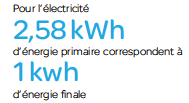 Pour l'électricité
2,58 kWh
d'énergie primaire correspondent à
1 kwh
d'énergie finale